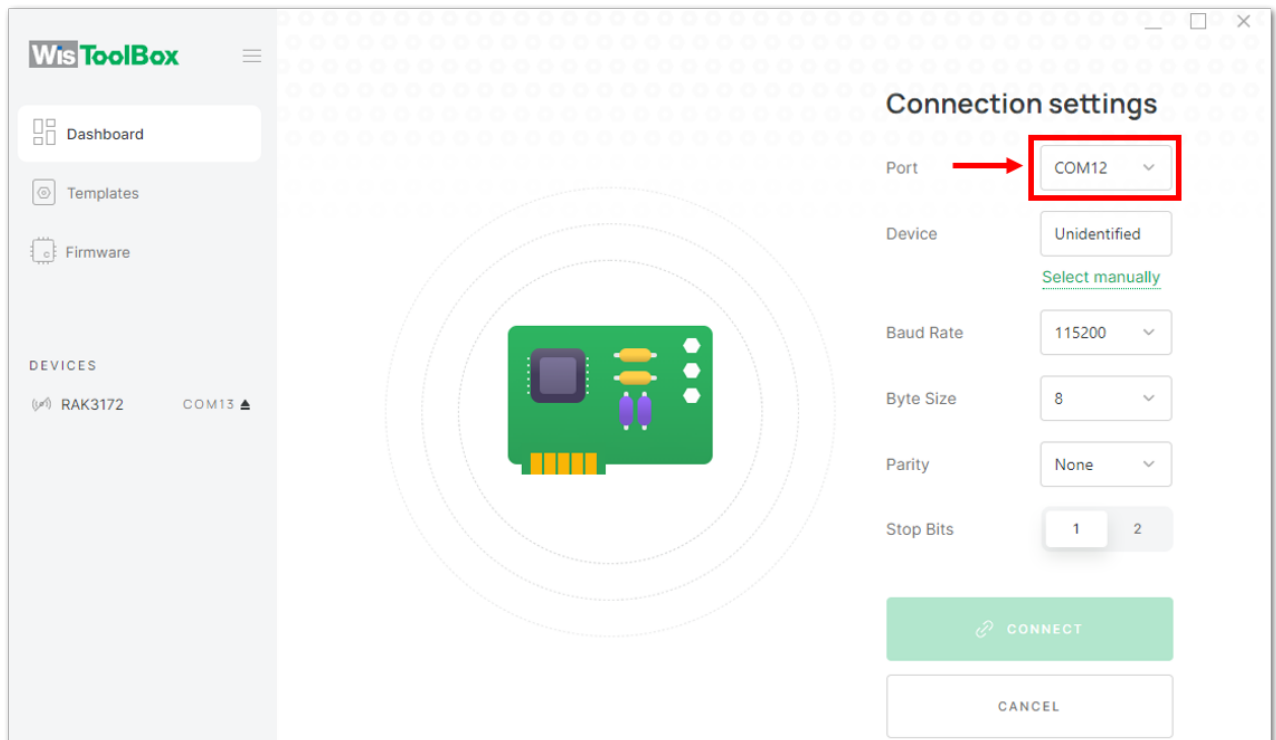 WisToolBox
Dashboard
Templates
Firmware
DEVICES
RAK3172 COM13
Connection settings
Port COM12
Device Unidentified
Select manually
Baud Rate 115200
Byte Size 8
Parity None
Stop Bits 1 2
CONNECT
CANCEL